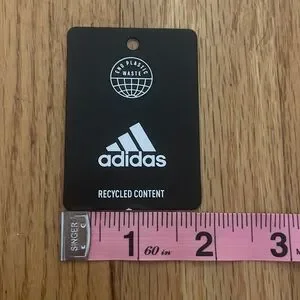 END PLASTIC
WASTE
adidas
RECYCLED CONTENT
SINGER
1 60 in 2 3